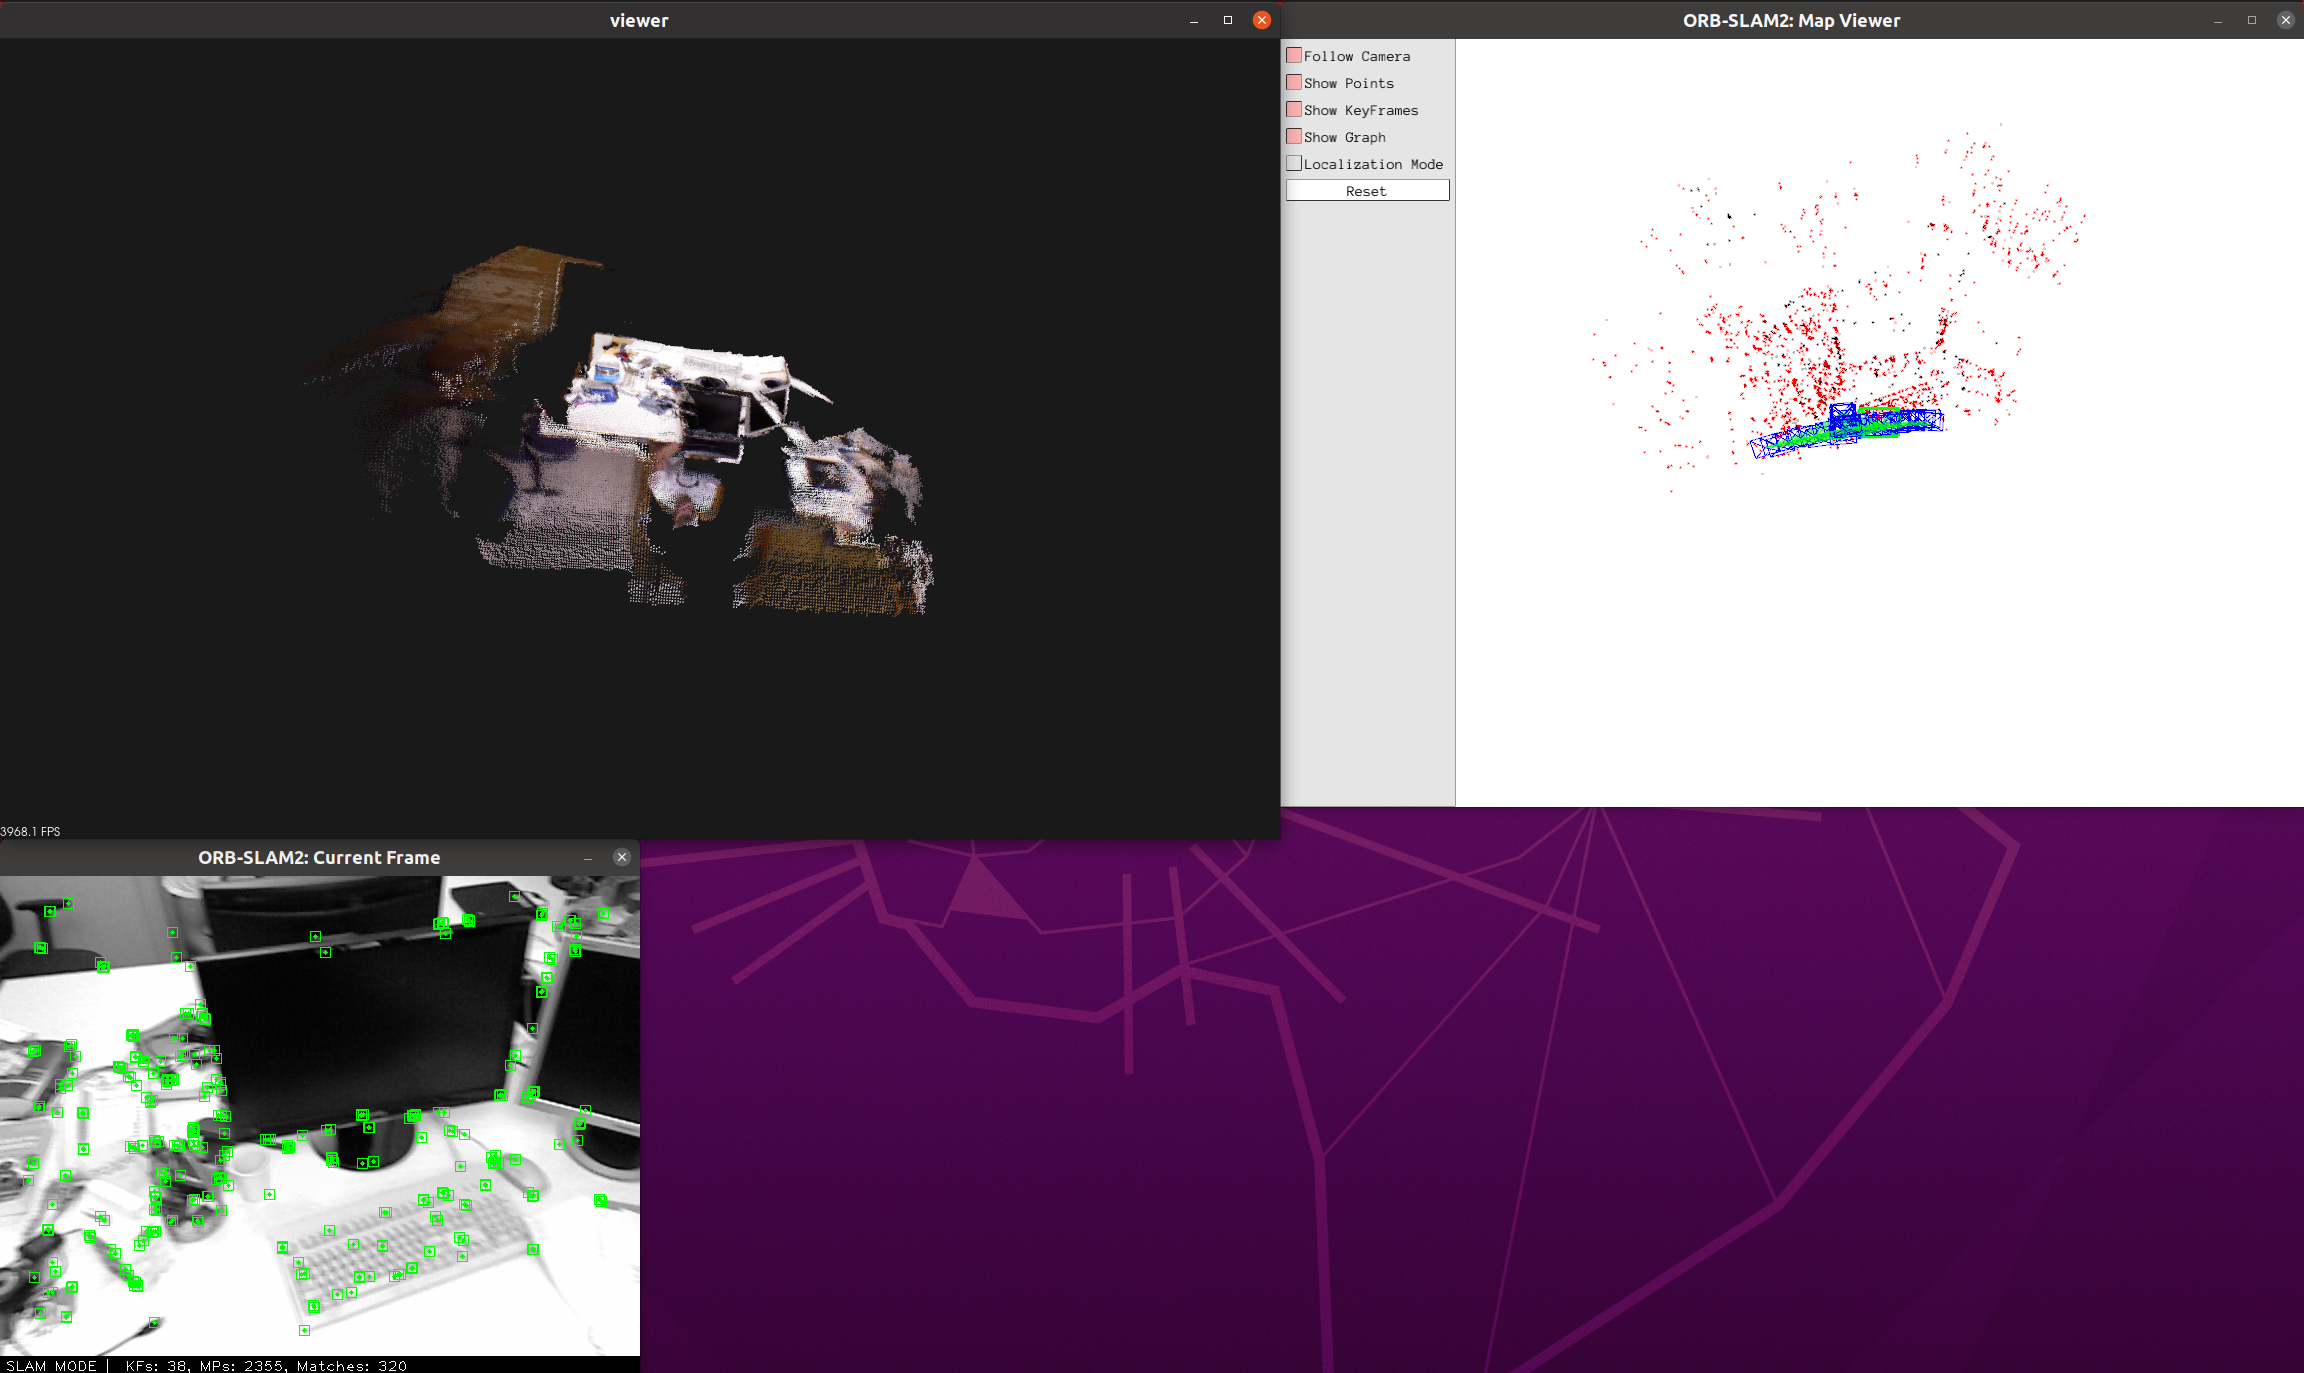 viewer
ORB-SLAM2: Map Viewer
Follow Camera
Show Points
Show KeyFrames
Show Graph
Localization Mode
Reset
3968.1 FPS
ORB-SLAM2: Current Frame
SLAM MODE | KFs: 38, MPs: 2355, Matches: 320